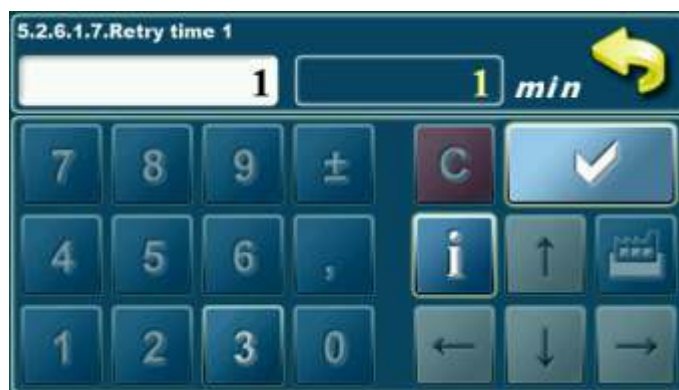 5.2.6.1.7.Retry time 1
1 1 min
7 8 9 ± C
4 5 6 , i ↑
1 2 3 0 ← ↓ →